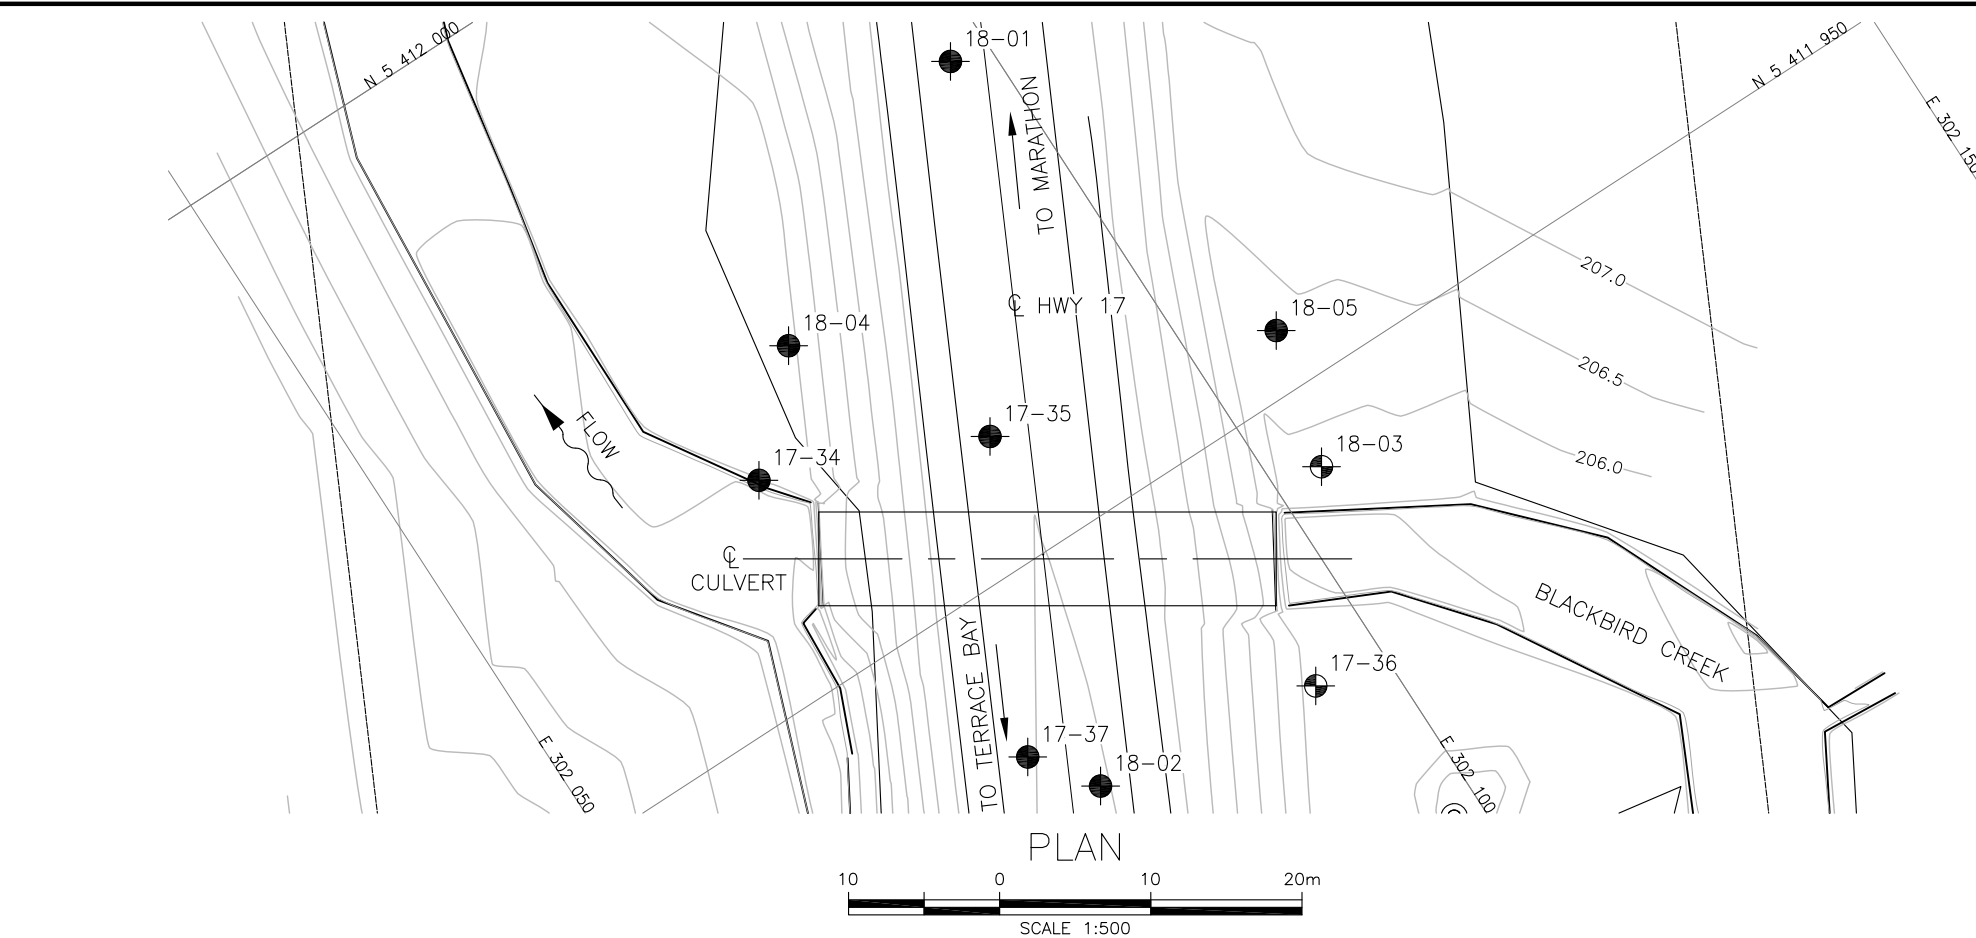 18-01
N 5 412 000
N 5 411 950
E 302 150
TO MARATHON
207.0
℄ HWY 17
18-05
18-04
206.5
17-35
FLOW
18-03
17-34
206.0
℄
CULVERT
BLACKBIRD CREEK
TO TERRACE BAY
17-36
17-37
18-02
E 302 050
E 302 100
PLAN
10 0 10 20m
SCALE 1:500